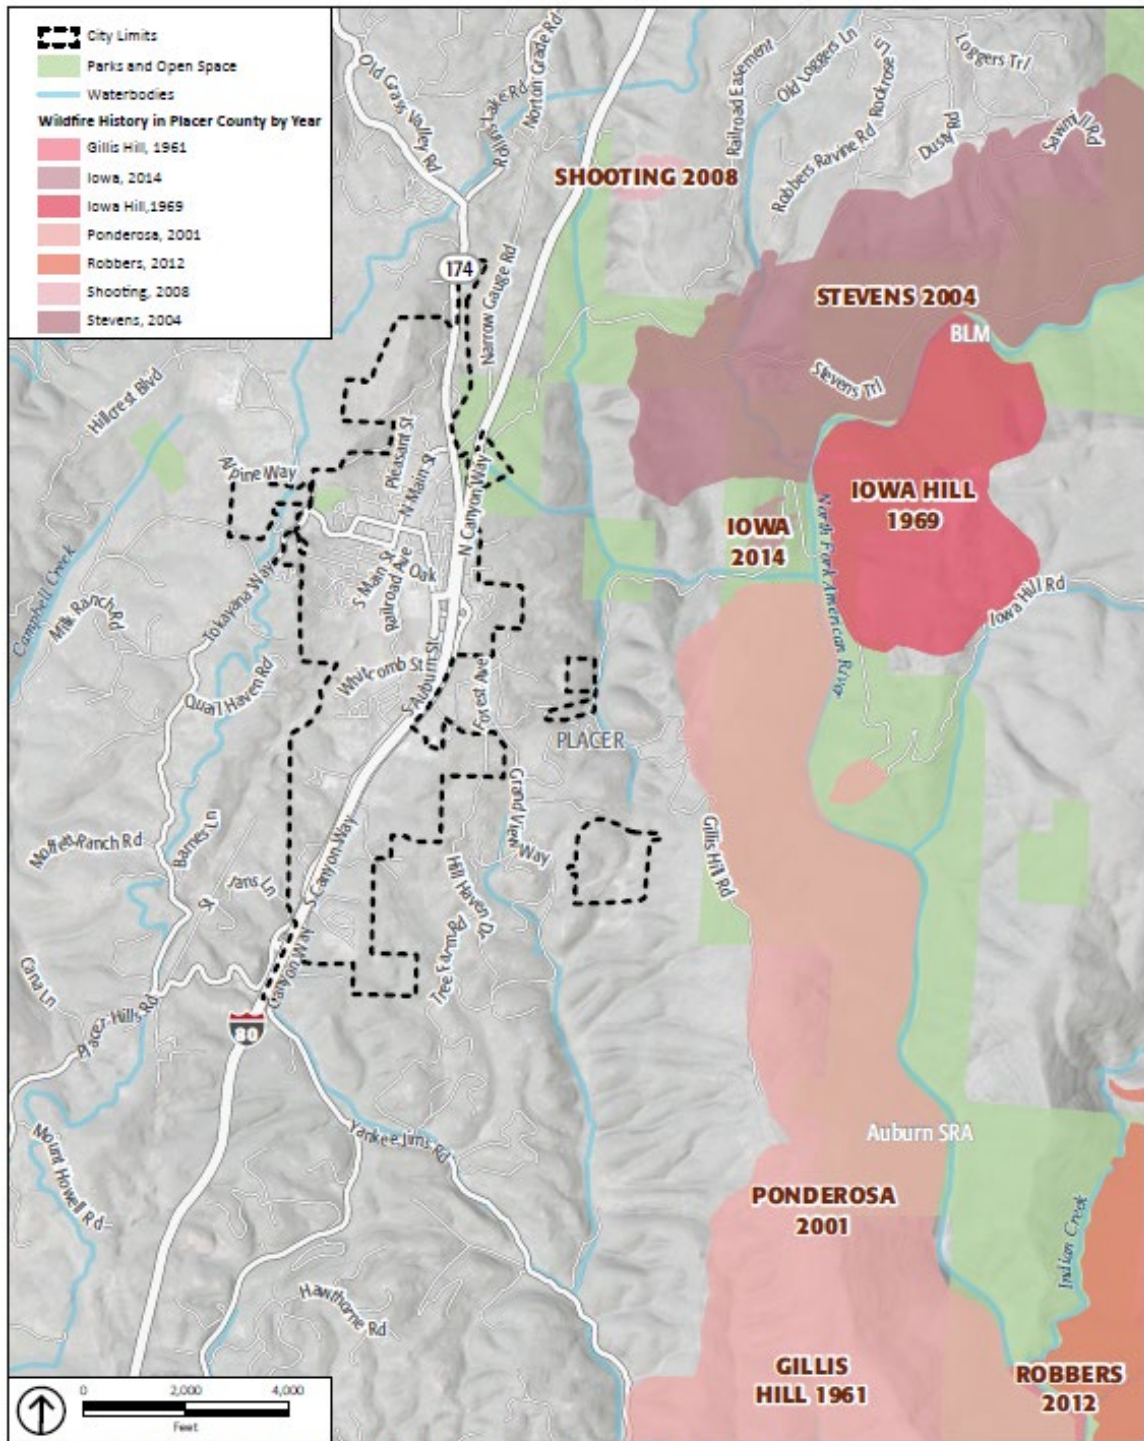 City Limits
Parks and Open Space
Waterbodies
Wildfire History in Placer County by Year
Gillis Hill, 1961
Iowa, 2014
Iowa Hill,1969
Ponderosa, 2001
Robbers, 2012
Shooting, 2008
Stevens, 2004
Old Grass Valley Rd
Rollins Lake Rd
Norton Grade Rd
Railroad Easement
Old Loggers Ln
Rockrose Ln
Loggers Trl
Robbers Ravine Rd
Dusty Rd
Sawmill Rd
SHOOTING 2008
174
Narrow Gauge Rd
STEVENS 2004
BLM
Stevens Trl
Hillcrest Blvd
Alpine Way
Pleasant St
N Main St
N Canyon Way
IOWA HILL
1969
IOWA
2014
North Fork American River
Iowa Hill Rd
Campbell Creek
Milk Ranch Rd
Tokayana Way
S Main St
Railroad Ave
Oak
Quail Haven Rd
Whitcomb St
S Auburn St
Forest Ave
PLACER
Grand View Way
Gillis Hill Rd
Moffett Ranch Rd
Barnes Ln
St
rans Ln
S Canyon Way
Hill Haven Dr
Tree Farm Rd
Canyon Way
Cana Ln
Placer Hills Rd
80
Mount Howell Rd
Yankee Jims Rd
Auburn SRA
PONDEROSA
2001
Indian Creek
Hawthorne Rd
GILLIS
HILL 1961
ROBBERS
2012
0 2,000 4,000
Feet